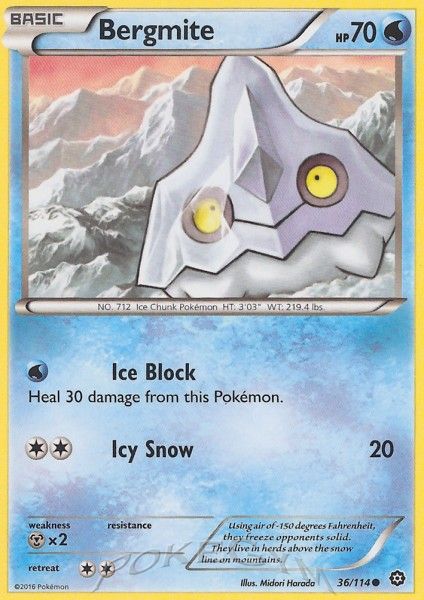 BASIC
Bergmite HP70
NO. 712 Ice Chunk Pokémon HT: 3'03" WT: 219.4 lbs.
Ice Block
Heal 30 damage from this Pokémon.
Icy Snow 20
weakness resistance
×2
Using air of -150 degrees Fahrenheit,
they freeze opponents solid.
They live in herds above the snow
line on mountains.
retreat
©2016 Pokémon Illus. Midori Harada 36/114